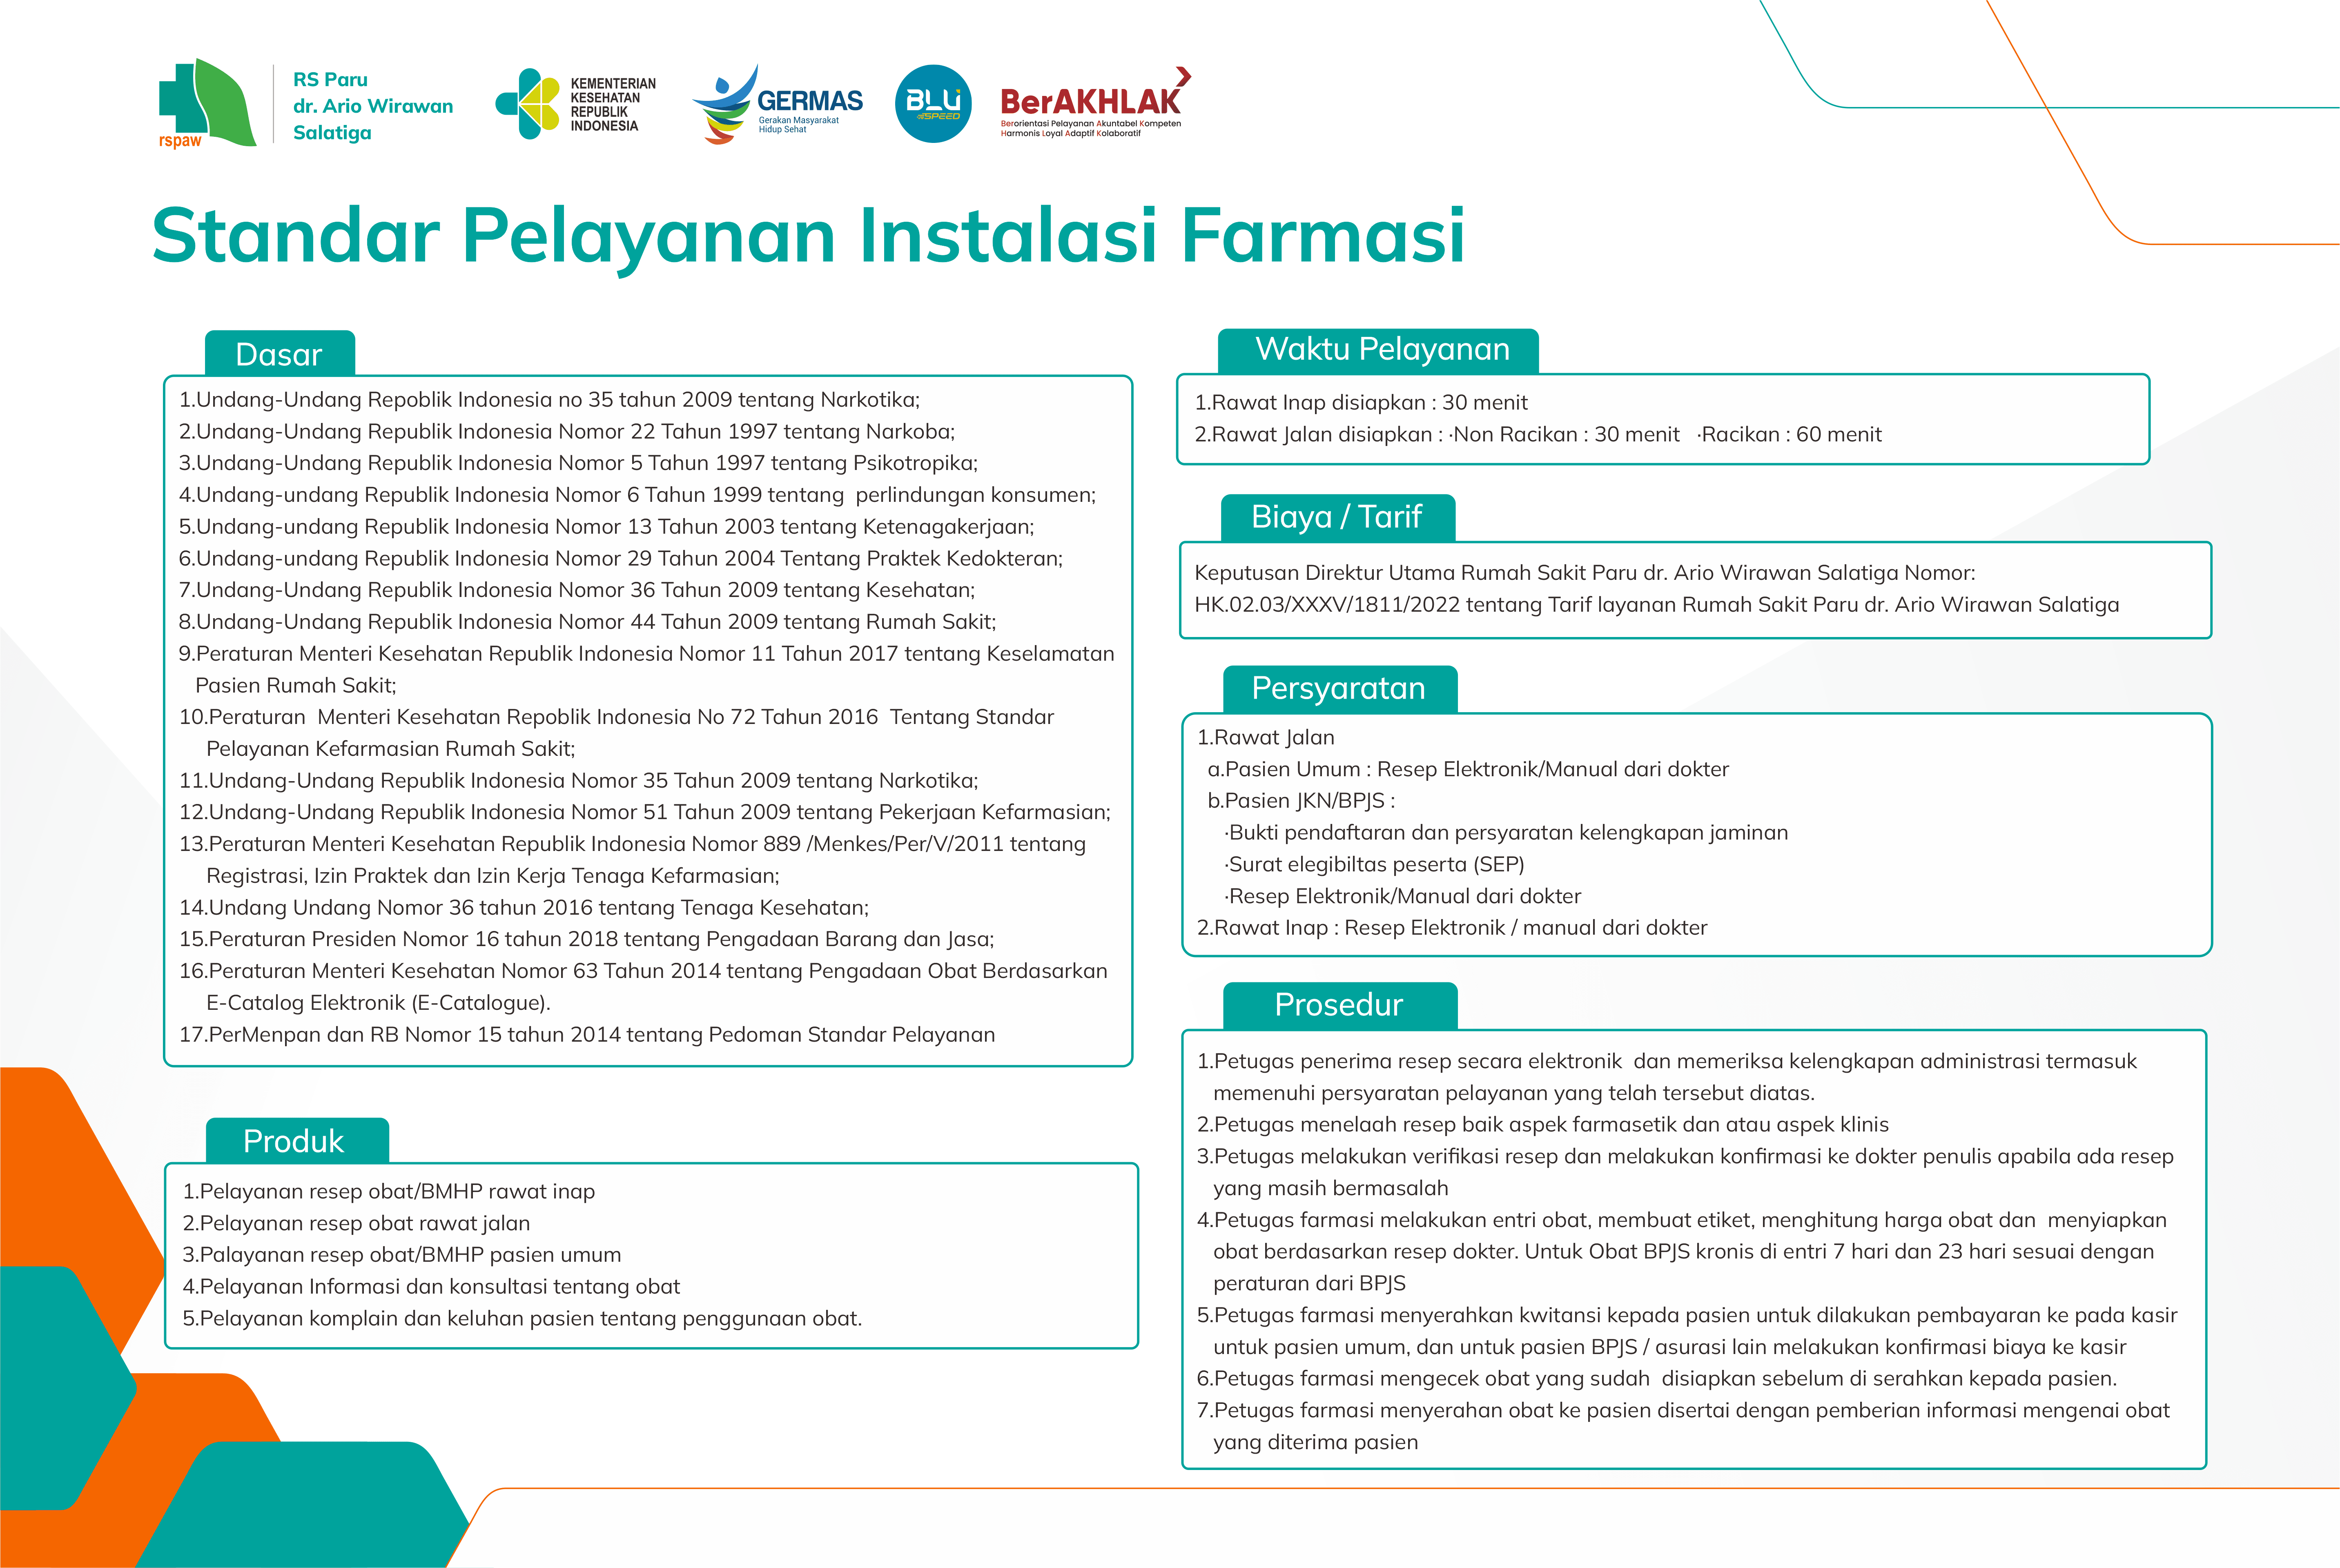 rspaw
RS Paru
dr. Ario Wirawan
Salatiga
KEMENTERIAN
KESEHATAN
REPUBLIK
INDONESIA
GERMAS
Gerakan Masyarakat
Hidup Sehat
BLU
SPEED
BerAKHLAK
Berorientasi Pelayanan Akuntabel Kompeten
Harmonis Loyal Adaptif Kolaboratif
Standar Pelayanan Instalasi Farmasi
Dasar
1.Undang-Undang Repoblik Indonesia no 35 tahun 2009 tentang Narkotika;
2.Undang-Undang Republik Indonesia Nomor 22 Tahun 1997 tentang Narkoba;
3.Undang-Undang Republik Indonesia Nomor 5 Tahun 1997 tentang Psikotropika;
4.Undang-undang Republik Indonesia Nomor 6 Tahun 1999 tentang  perlindungan konsumen;
5.Undang-undang Republik Indonesia Nomor 13 Tahun 2003 tentang Ketenagakerjaan;
6.Undang-undang Republik Indonesia Nomor 29 Tahun 2004 Tentang Praktek Kedokteran;
7.Undang-Undang Republik Indonesia Nomor 36 Tahun 2009 tentang Kesehatan;
8.Undang-Undang Republik Indonesia Nomor 44 Tahun 2009 tentang Rumah Sakit;
9.Peraturan Menteri Kesehatan Republik Indonesia Nomor 11 Tahun 2017 tentang Keselamatan
Pasien Rumah Sakit;
10.Peraturan  Menteri Kesehatan Repoblik Indonesia No 72 Tahun 2016  Tentang Standar
Pelayanan Kefarmasian Rumah Sakit;
11.Undang-Undang Republik Indonesia Nomor 35 Tahun 2009 tentang Narkotika;
12.Undang-Undang Republik Indonesia Nomor 51 Tahun 2009 tentang Pekerjaan Kefarmasian;
13.Peraturan Menteri Kesehatan Republik Indonesia Nomor 889 /Menkes/Per/V/2011 tentang
Registrasi, Izin Praktek dan Izin Kerja Tenaga Kefarmasian;
14.Undang Undang Nomor 36 tahun 2016 tentang Tenaga Kesehatan;
15.Peraturan Presiden Nomor 16 tahun 2018 tentang Pengadaan Barang dan Jasa;
16.Peraturan Menteri Kesehatan Nomor 63 Tahun 2014 tentang Pengadaan Obat Berdasarkan
E-Catalog Elektronik (E-Catalogue).
17.PerMenpan dan RB Nomor 15 tahun 2014 tentang Pedoman Standar Pelayanan
Produk
1.Pelayanan resep obat/BMHP rawat inap
2.Pelayanan resep obat rawat jalan
3.Palayanan resep obat/BMHP pasien umum
4.Pelayanan Informasi dan konsultasi tentang obat
5.Pelayanan komplain dan keluhan pasien tentang penggunaan obat.
Waktu Pelayanan
1.Rawat Inap disiapkan : 30 menit
2.Rawat Jalan disiapkan : ·Non Racikan : 30 menit   ·Racikan : 60 menit
Biaya / Tarif
Keputusan Direktur Utama Rumah Sakit Paru dr. Ario Wirawan Salatiga Nomor:
HK.02.03/XXXV/1811/2022 tentang Tarif layanan Rumah Sakit Paru dr. Ario Wirawan Salatiga
Persyaratan
1.Rawat Jalan
a.Pasien Umum : Resep Elektronik/Manual dari dokter
b.Pasien JKN/BPJS :
·Bukti pendaftaran dan persyaratan kelengkapan jaminan
·Surat elegibiltas peserta (SEP)
·Resep Elektronik/Manual dari dokter
2.Rawat Inap : Resep Elektronik / manual dari dokter
Prosedur
1.Petugas penerima resep secara elektronik  dan memeriksa kelengkapan administrasi termasuk
memenuhi persyaratan pelayanan yang telah tersebut diatas.
2.Petugas menelaah resep baik aspek farmasetik dan atau aspek klinis
3.Petugas melakukan verifikasi resep dan melakukan konfirmasi ke dokter penulis apabila ada resep
yang masih bermasalah
4.Petugas farmasi melakukan entri obat, membuat etiket, menghitung harga obat dan  menyiapkan
obat berdasarkan resep dokter. Untuk Obat BPJS kronis di entri 7 hari dan 23 hari sesuai dengan
peraturan dari BPJS
5.Petugas farmasi menyerahkan kwitansi kepada pasien untuk dilakukan pembayaran ke pada kasir
untuk pasien umum, dan untuk pasien BPJS / asurasi lain melakukan konfirmasi biaya ke kasir
6.Petugas farmasi mengecek obat yang sudah  disiapkan sebelum di serahkan kepada pasien.
7.Petugas farmasi menyerahan obat ke pasien disertai dengan pemberian informasi mengenai obat
yang diterima pasien